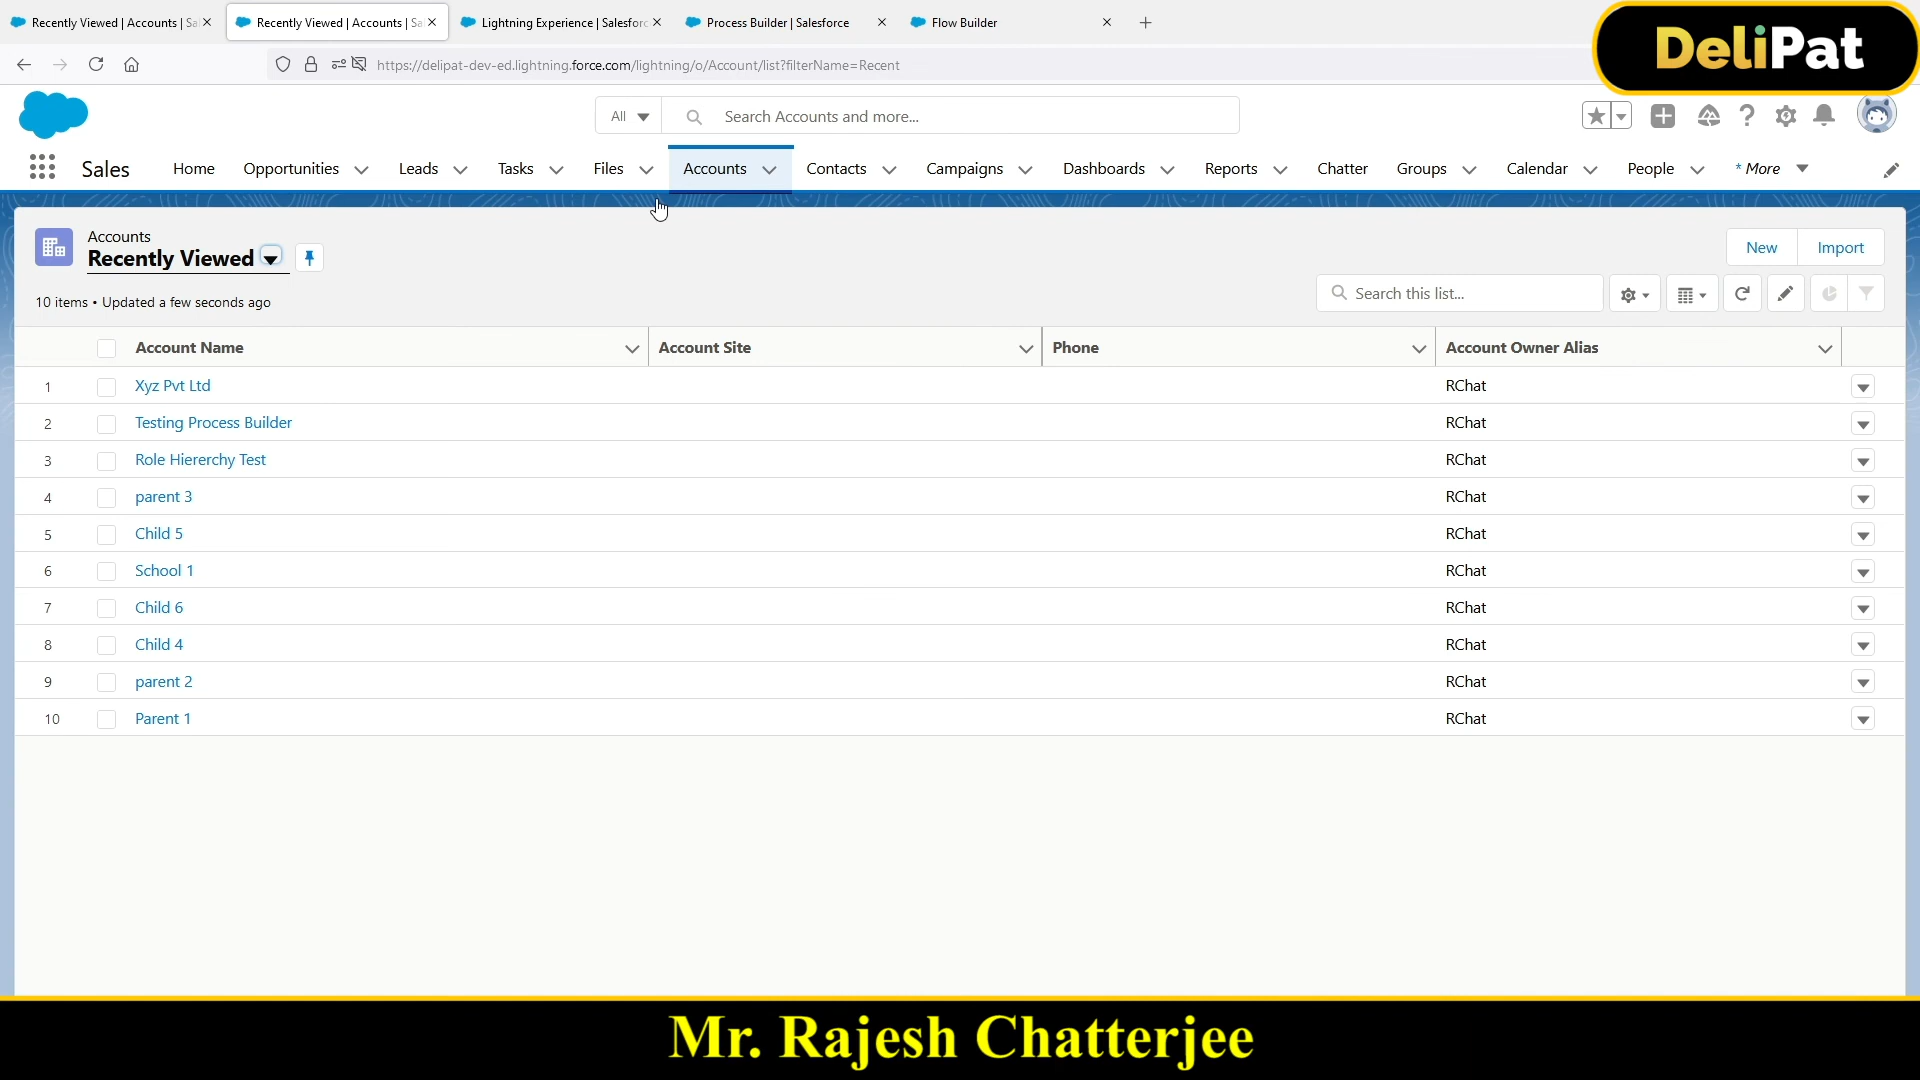 Recently Viewed | Accounts | Sa
Recently Viewed | Accounts | Sa
Lightning Experience | Salesforc
Process Builder | Salesforce
Flow Builder
https://delipat-dev-ed.lightning.force.com/lightning/o/Account/list?filterName=Recent
DeliPat
All
Search Accounts and more...
Sales
Home
Opportunities
Leads
Tasks
Files
Accounts
Contacts
Campaigns
Dashboards
Reports
Chatter
Groups
Calendar
People
* More
Accounts
Recently Viewed
New
Import
10 items • Updated a few seconds ago
Search this list...
Account Name Account Site Phone Account Owner Alias
1 Xyz Pvt Ltd RChat
2 Testing Process Builder RChat
3 Role Hiererchy Test RChat
4 parent 3 RChat
5 Child 5 RChat
6 School 1 RChat
7 Child 6 RChat
8 Child 4 RChat
9 parent 2 RChat
10 Parent 1 RChat
Mr. Rajesh Chatterjee